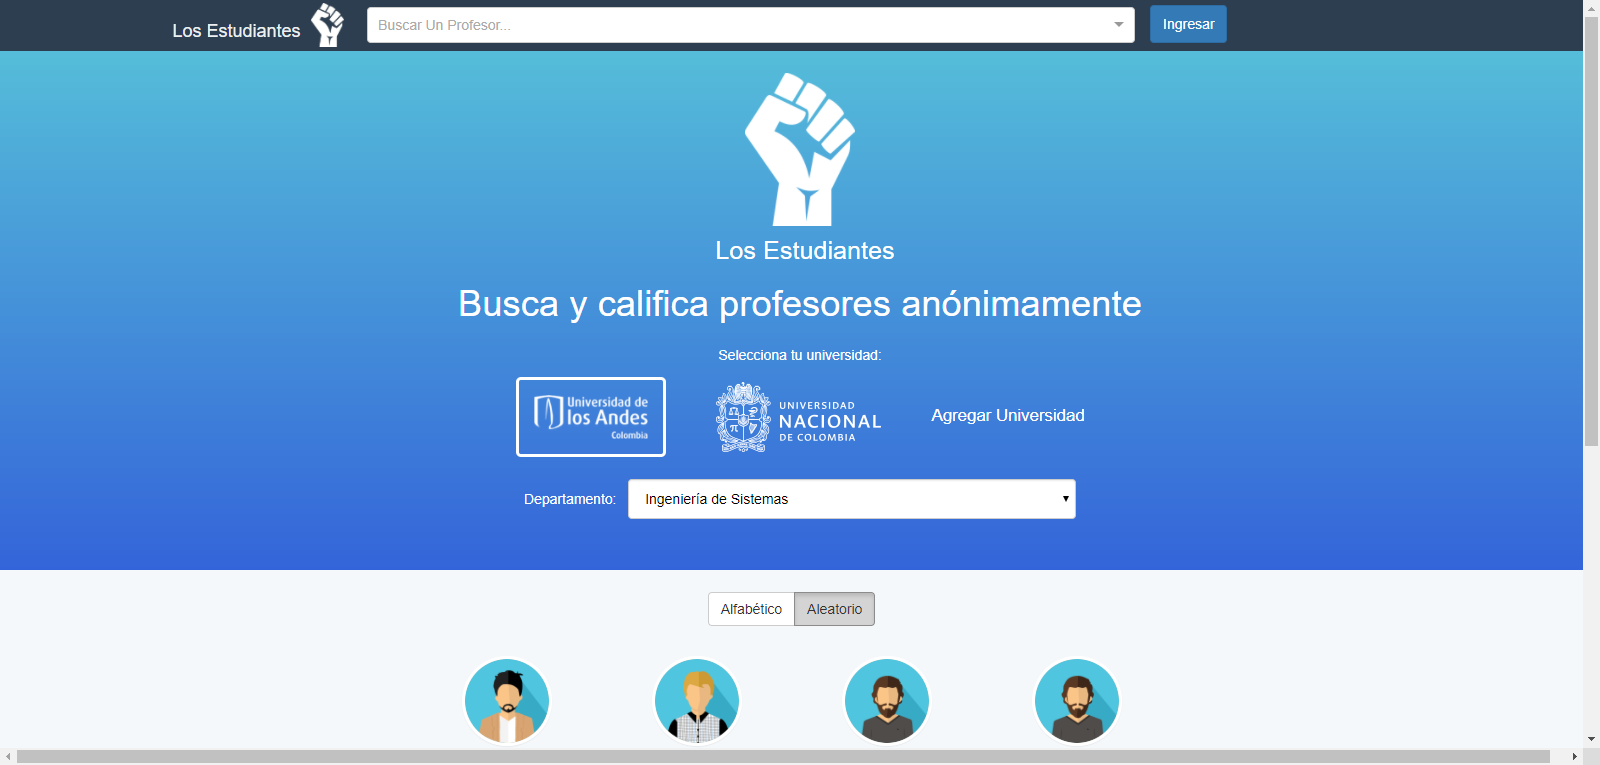 Los Estudiantes
Buscar Un Profesor...
Ingresar
Los Estudiantes
Busca y califica profesores anónimamente
Selecciona tu universidad:
Universidad de
los Andes
Colombia
UNIVERSIDAD
NACIONAL
DE COLOMBIA
Agregar Universidad
Departamento:
Ingeniería de Sistemas
Alfabético
Aleatorio